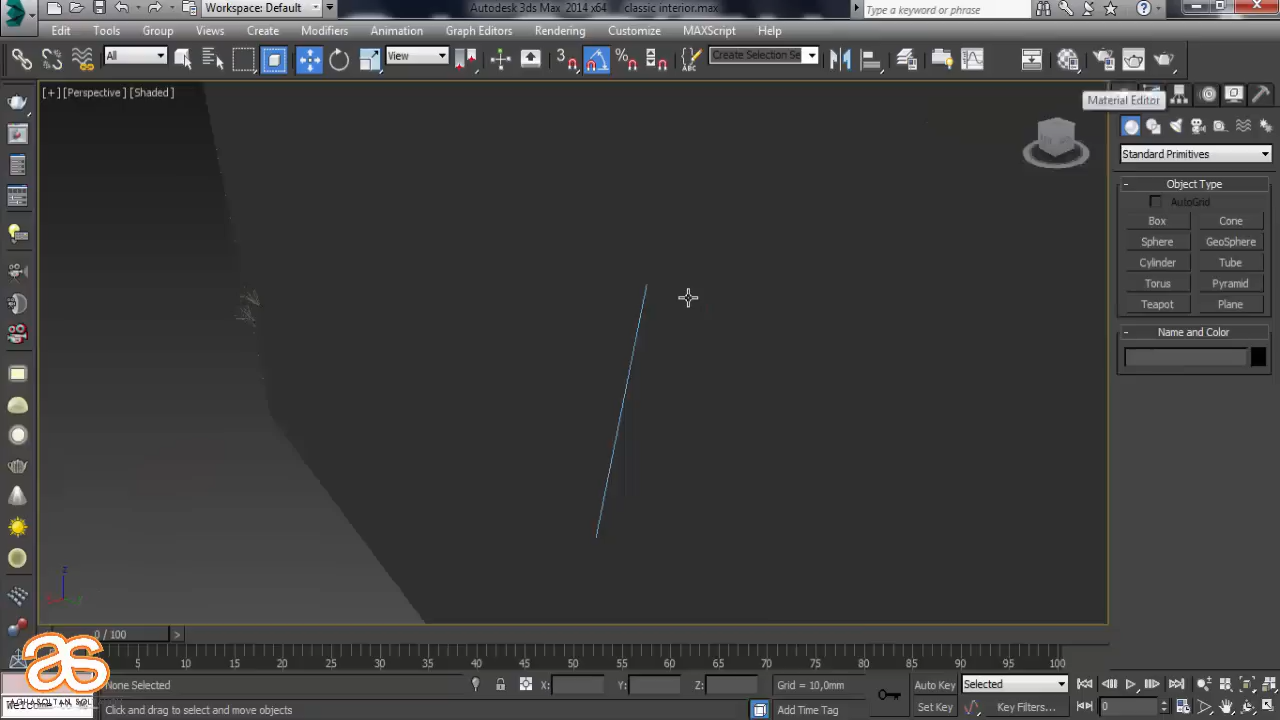 Workspace: Default
Autodesk 3ds Max 2014 x64 classic interior.max
Type a keyword or phrase
Edit Tools Group Views Create Modifiers Animation Graph Editors Rendering Customize MAXScript Help
All
View
3
Create Selection Se
[+] [Perspective ] [Shaded ]
Material Editor
Standard Primitives
- Object Type
AutoGrid
Box Cone
Sphere GeoSphere
Cylinder Tube
Torus Pyramid
Teapot Plane
- Name and Color
z
0 / 100
5 10 15 20 25 30 35 40 45 50 55 60 65 70 75 80 85 90 95 100
as
None Selected
X: Y: Z:
Grid = 10,0mm
Auto Key Selected
Click and drag to select and move objects
Add Time Tag
Set Key Key Filters...
0